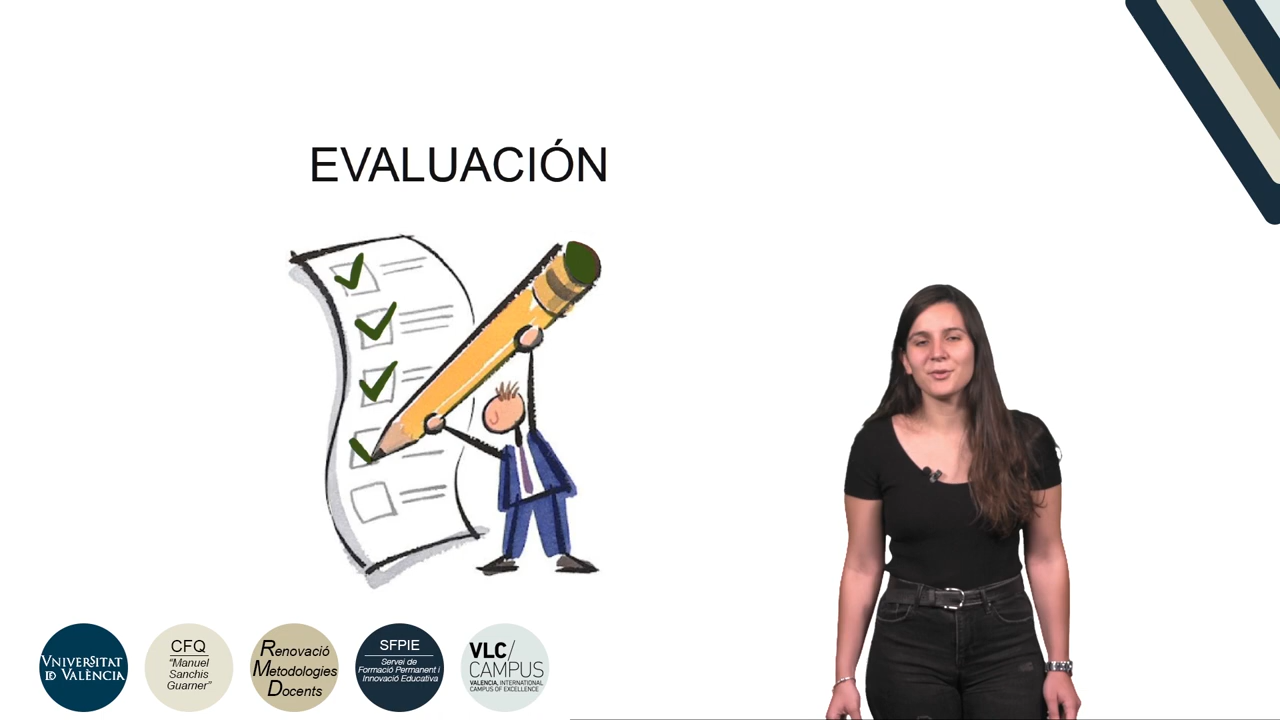 EVALUACIÓN
VNIVERSITAT
ID VALÈNCIA
CFQ
"Manuel
Sanchis
Guarner"
Renovació
Metodologies
Docents
SFPIE
Servei de
Formació Permanent i
Innovació Educativa
VLC/
CAMPUS
VALENCIA, INTERNATIONAL
CAMPUS OF EXCELLENCE